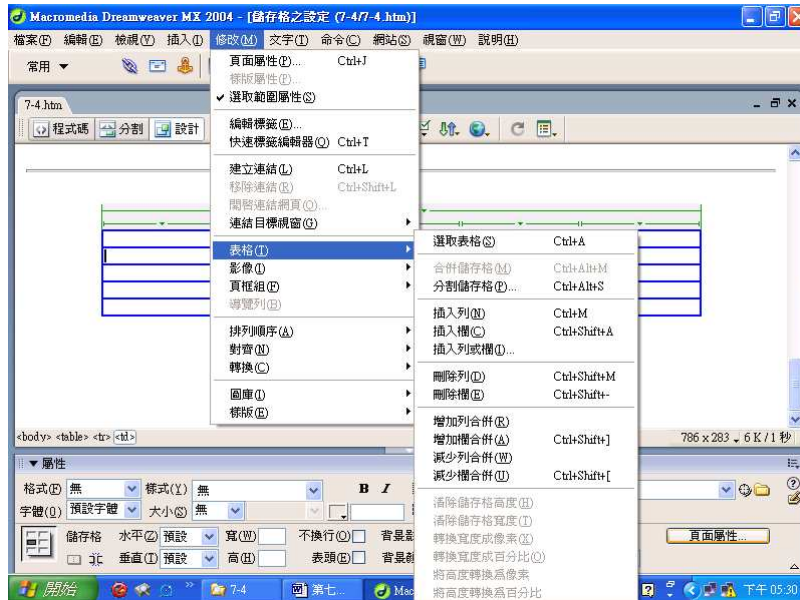 Macromedia Dreamweaver MX 2004 - [儲存格之設定 (7-4/7-4.htm)]
檔案(F) 編輯(E) 檢視(V) 插入(I) 修改(M) 文字(T) 命令(C) 網站(S) 視窗(W) 說明(H)
常用
7-4.htm
程式碼 分割 設計
頁面屬性(P)... Ctrl+J
樣版屬性(P)...
選取範圍屬性(S)
編輯標籤(E)...
快速標籤編輯器(Q) Ctrl+T
建立連結(L) Ctrl+L
移除連結(R) Ctrl+Shift+L
開啟連結網頁(O)...
連結目標視窗(G)
表格(T)
影像(I)
頁框組(F)
導覽列(B)
排列順序(A)
對齊(N)
轉換(C)
圖庫(I)
樣版(E)
選取表格(S) Ctrl+A
合併儲存格(M) Ctrl+Alt+M
分割儲存格(P)... Ctrl+Alt+S
插入列(N) Ctrl+M
插入欄(C) Ctrl+Shift+A
插入列或欄(I)...
刪除列(D) Ctrl+Shift+M
刪除欄(E) Ctrl+Shift+-
增加列合併(R)
增加欄合併(A) Ctrl+Shift+]
減少列合併(W)
減少欄合併(U) Ctrl+Shift+[
清除儲存格高度(H)
清除儲存格寬度(T)
轉換寬度成像素(X)
轉換寬度成百分比(O)
將高度轉換為像素
將高度轉換為百分比
<body> <table> <tr> <td> 786 x 283 6 K / 1 秒
屬性
格式(F) 無 樣式(Y) 無 B I
字體(O) 預設字體 大小(S) 無
儲存格 水平(Z) 預設 寬(W) 不換行(O) 背景影 頁面屬性...
垂直(T) 預設 高(H) 表頭(E) 背景顏
開始 7-4 第七... Mac 下午 05:30